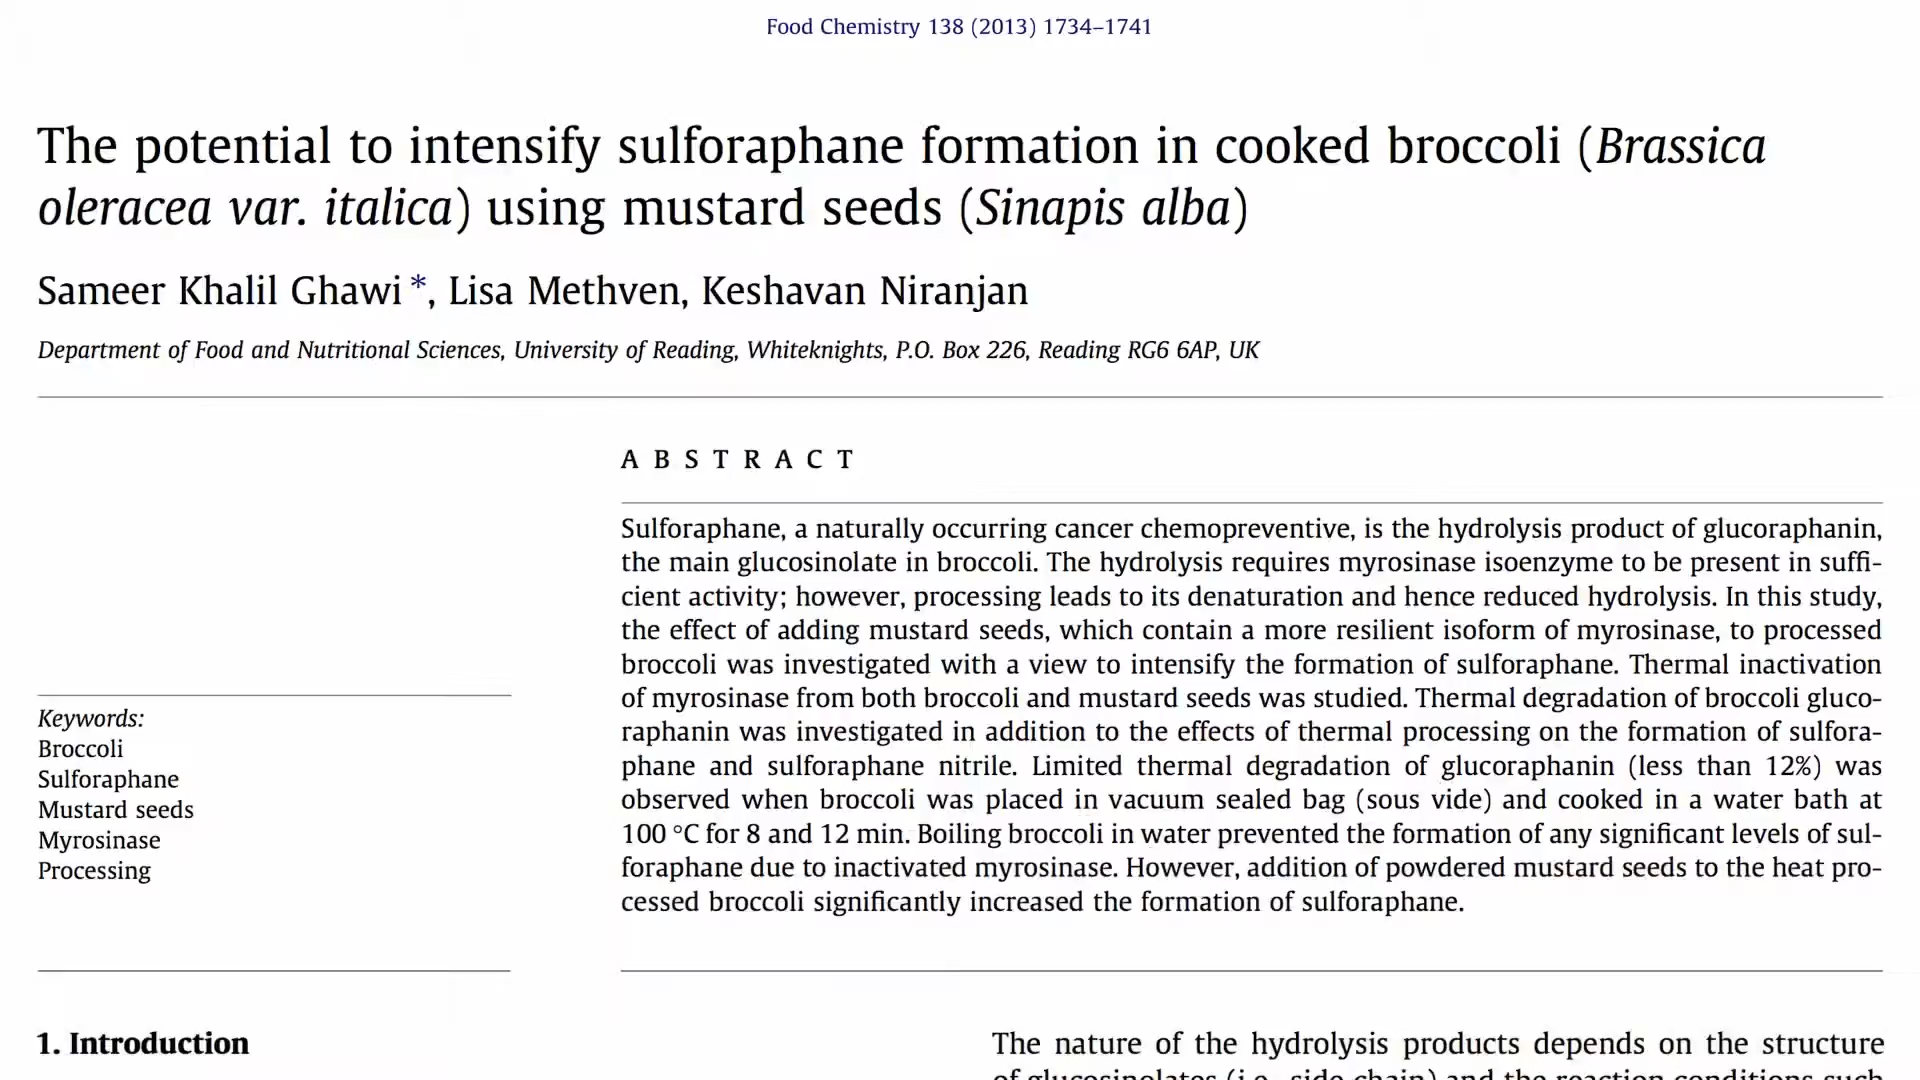 Food Chemistry 138 (2013) 1734–1741
The potential to intensify sulforaphane formation in cooked broccoli (Brassica
oleracea var. italica) using mustard seeds (Sinapis alba)
Sameer Khalil Ghawi *, Lisa Methven, Keshavan Niranjan
Department of Food and Nutritional Sciences, University of Reading, Whiteknights, P.O. Box 226, Reading RG6 6AP, UK
A B S T R A C T
Sulforaphane, a naturally occurring cancer chemopreventive, is the hydrolysis product of glucoraphanin,
the main glucosinolate in broccoli. The hydrolysis requires myrosinase isoenzyme to be present in suffi-
cient activity; however, processing leads to its denaturation and hence reduced hydrolysis. In this study,
the effect of adding mustard seeds, which contain a more resilient isoform of myrosinase, to processed
broccoli was investigated with a view to intensify the formation of sulforaphane. Thermal inactivation
of myrosinase from both broccoli and mustard seeds was studied. Thermal degradation of broccoli gluco-
raphanin was investigated in addition to the effects of thermal processing on the formation of sulfora-
phane and sulforaphane nitrile. Limited thermal degradation of glucoraphanin (less than 12%) was
observed when broccoli was placed in vacuum sealed bag (sous vide) and cooked in a water bath at
100 °C for 8 and 12 min. Boiling broccoli in water prevented the formation of any significant levels of sul-
foraphane due to inactivated myrosinase. However, addition of powdered mustard seeds to the heat pro-
cessed broccoli significantly increased the formation of sulforaphane.
Keywords:
Broccoli
Sulforaphane
Mustard seeds
Myrosinase
Processing
1. Introduction
The nature of the hydrolysis products depends on the structure
of glucosinolates (i.e., side chain) and the reaction conditions such